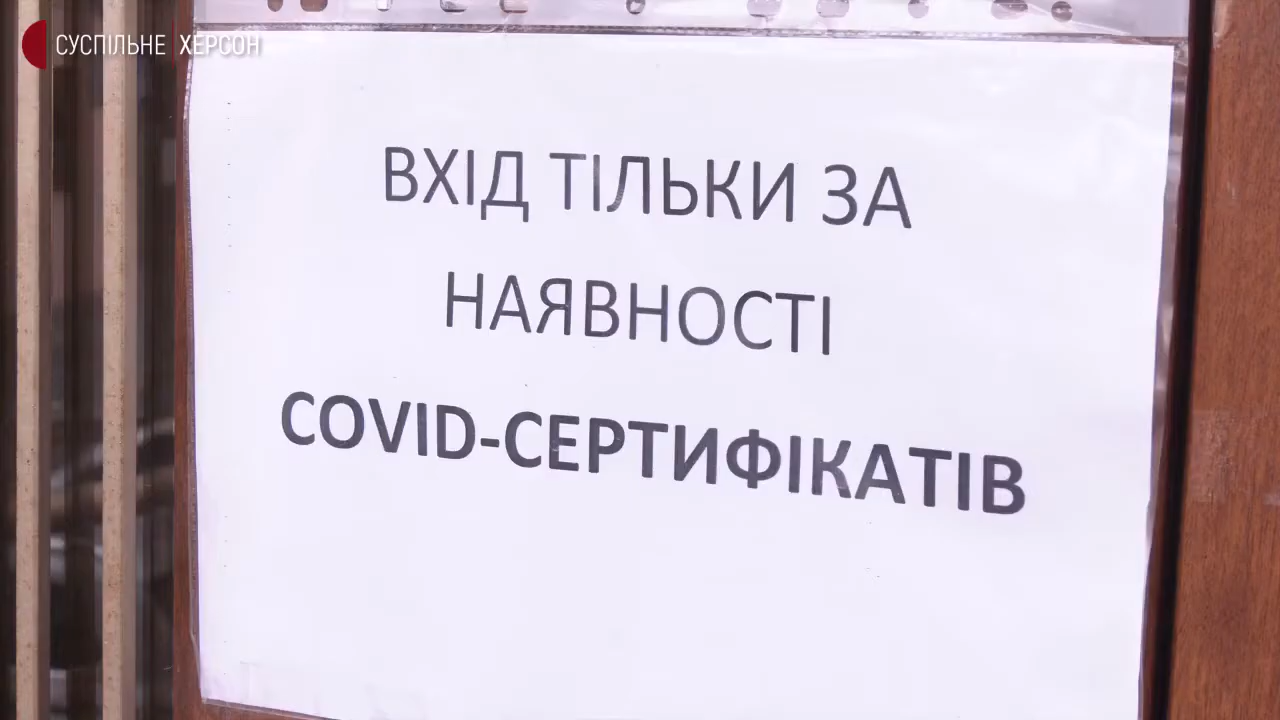 СУСПІЛЬНЕ | ХЕРСОН
ВХІД ТІЛЬКИ ЗА
НАЯВНОСТІ
COVID-СЕРТИФІКАТІВ